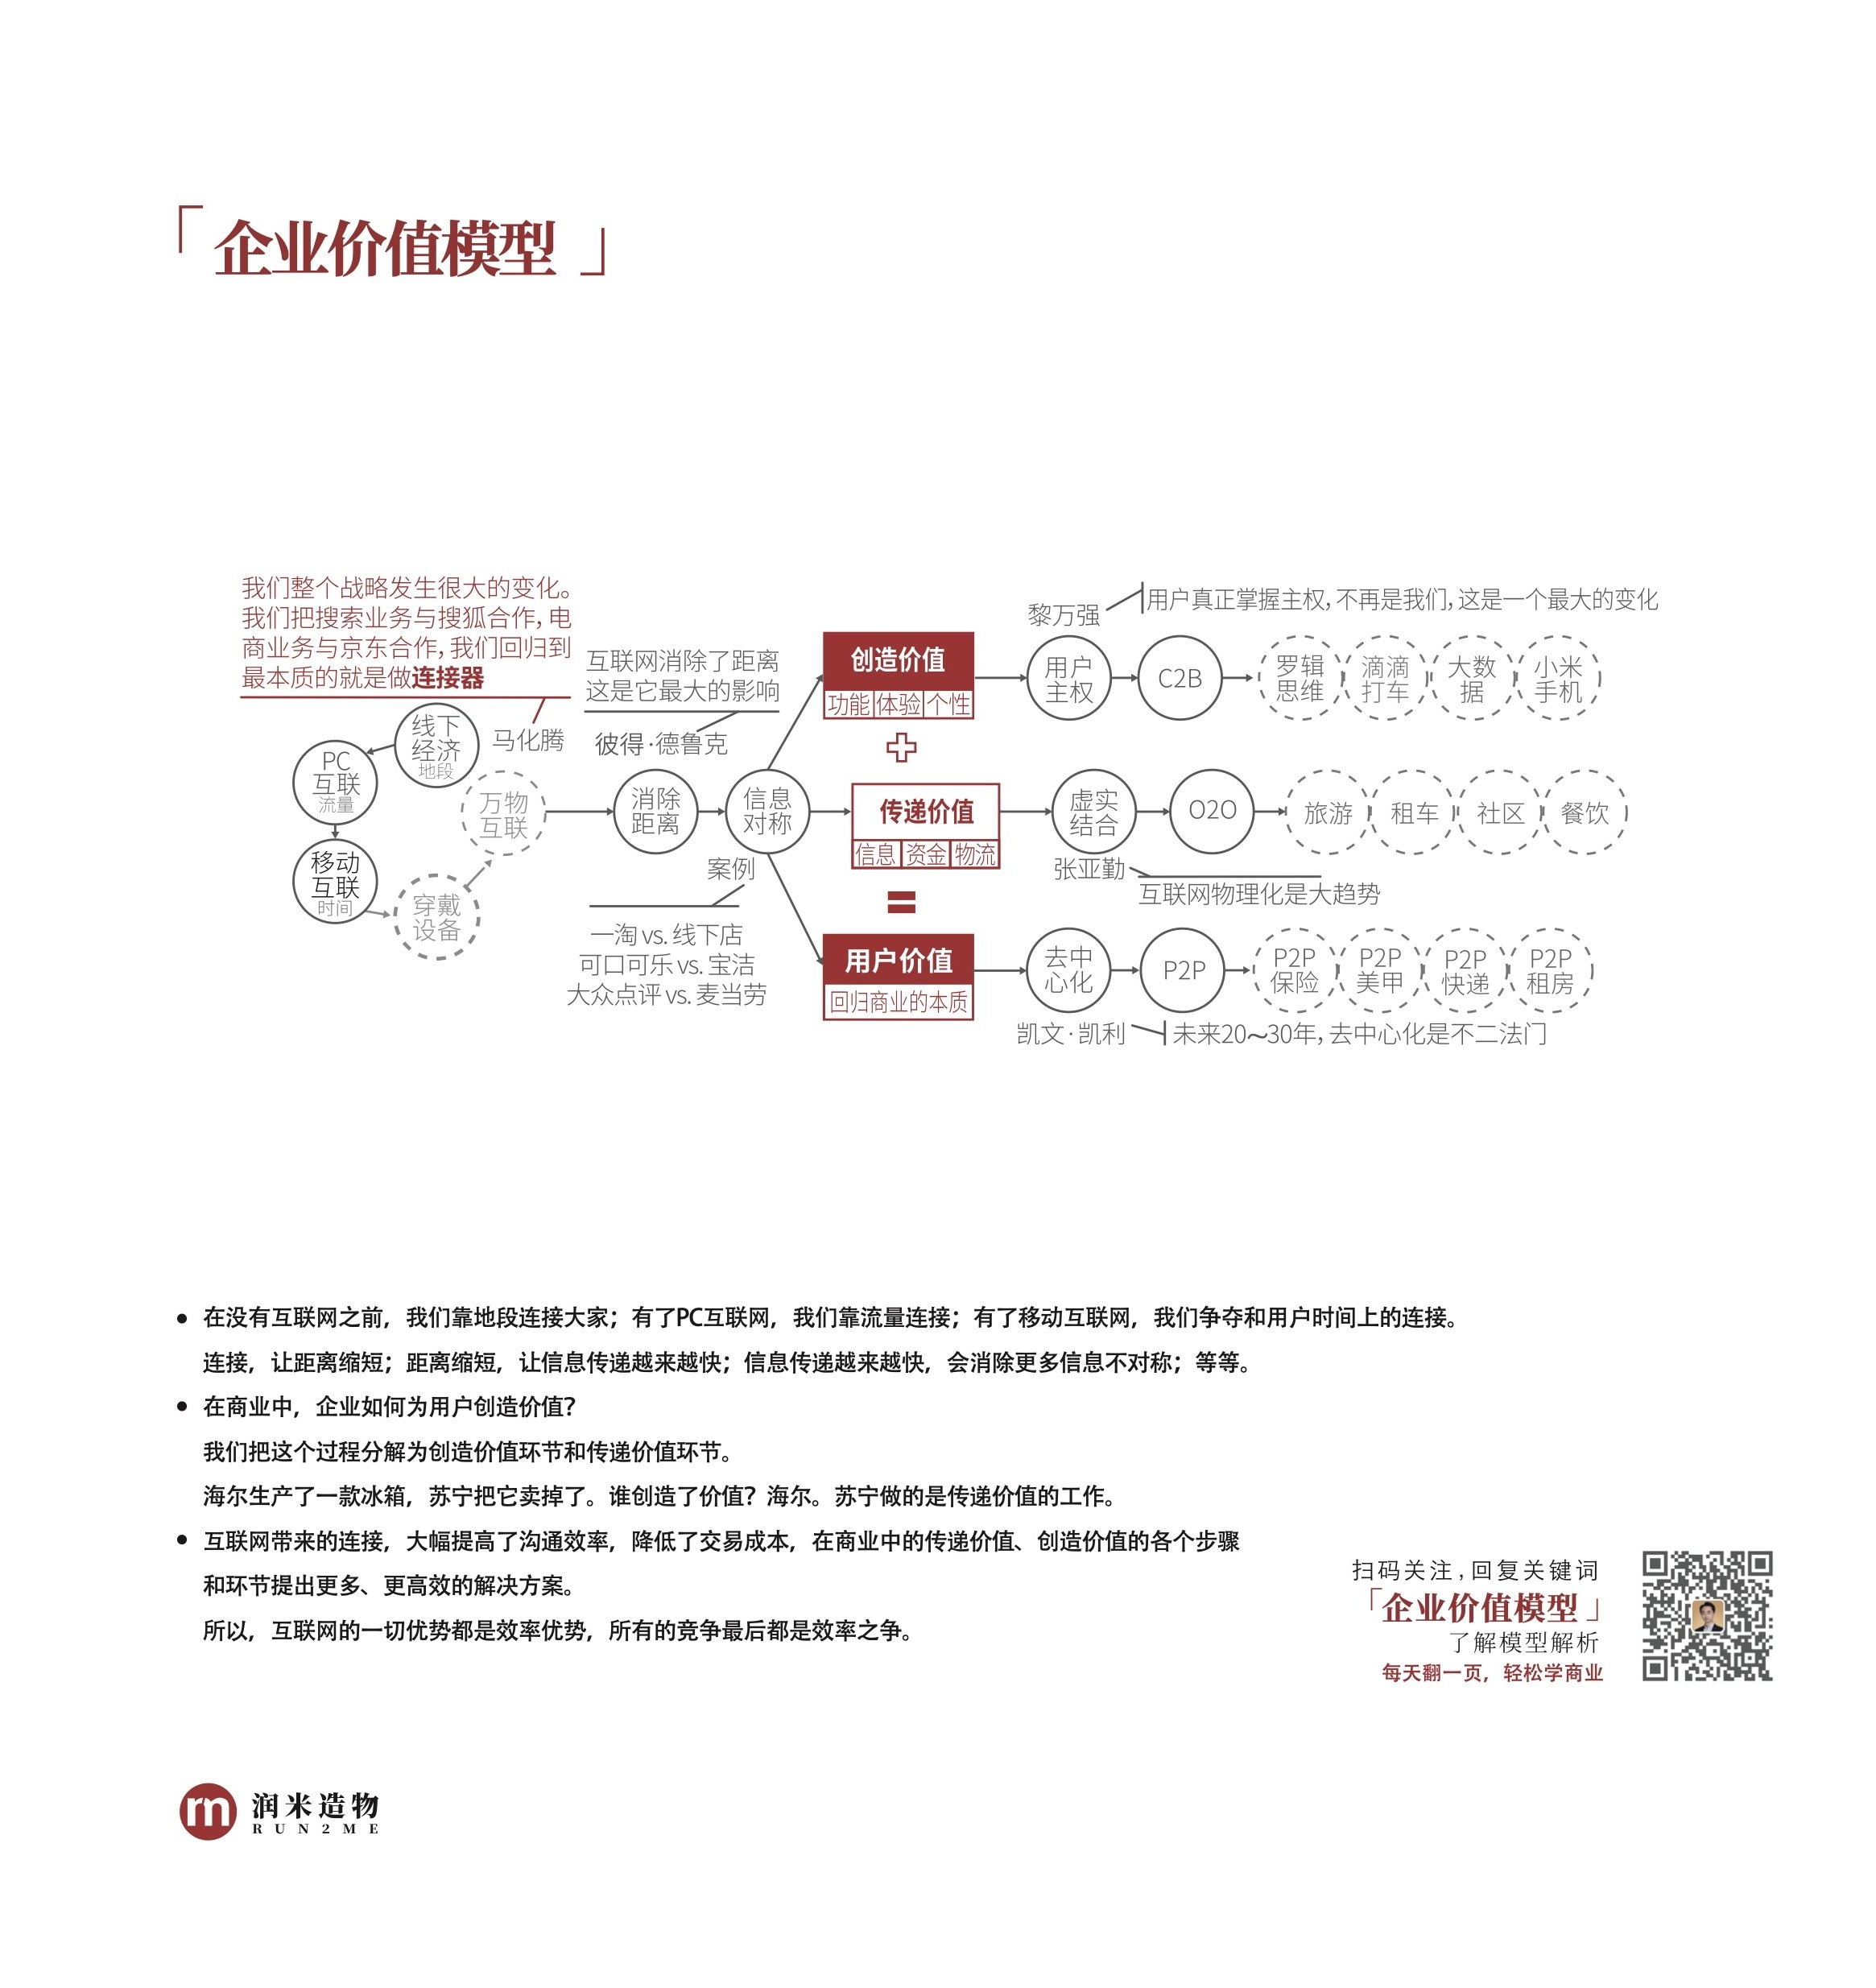 「企业价值模型」
我们整个战略发生很大的变化。
我们把搜索业务与搜狐合作,电
商业务与京东合作,我们回归到
最本质的就是做连接器
马化腾
线下
经济
地段
PC
互联
流量
移动
互联
时间
穿戴
设备
万物
互联
互联网消除了距离
这是它最大的影响
彼得·德鲁克
消除
距离
信息
对称
案例
一淘 vs. 线下店
可口可乐 vs. 宝洁
大众点评 vs. 麦当劳
创造价值
功能 体验 个性
传递价值
信息 资金 物流
用户价值
回归商业的本质
黎万强
用户真正掌握主权,不再是我们,这是一个最大的变化
用户
主权
C2B
罗辑
思维
滴滴
打车
大数
据
小米
手机
虚实
结合
O2O
旅游
租车
社区
餐饮
张亚勤
互联网物理化是大趋势
去中
心化
P2P
P2P
保险
P2P
美甲
P2P
快递
P2P
租房
凯文·凯利
未来20～30年,去中心化是不二法门
● 在没有互联网之前，我们靠地段连接大家；有了PC互联网，我们靠流量连接；有了移动互联网，我们争夺和用户时间上的连接。
连接，让距离缩短；距离缩短，让信息传递越来越快；信息传递越来越快，会消除更多信息不对称；等等。
● 在商业中，企业如何为用户创造价值？
我们把这个过程分解为创造价值环节和传递价值环节。
海尔生产了一款冰箱，苏宁把它卖掉了。谁创造了价值？海尔。苏宁做的是传递价值的工作。
● 互联网带来的连接，大幅提高了沟通效率，降低了交易成本，在商业中的传递价值、创造价值的各个步骤
和环节提出更多、更高效的解决方案。
所以，互联网的一切优势都是效率优势，所有的竞争最后都是效率之争。
扫码关注,回复关键词
「企业价值模型」
了解模型解析
每天翻一页，轻松学商业
rm
润米造物
RUN2ME